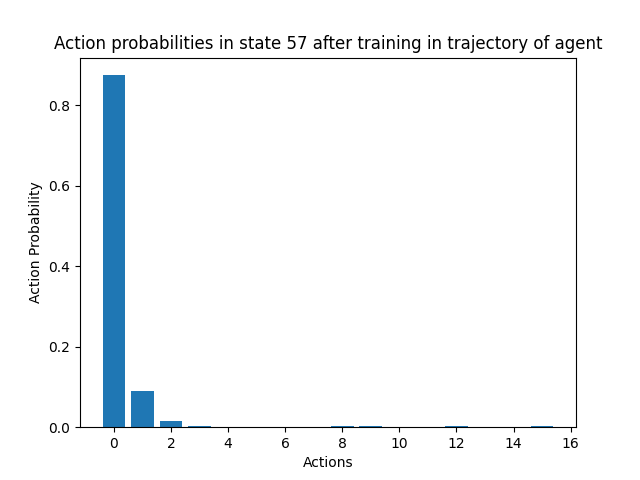 Action probabilities in state 57 after training in trajectory of agent
Action Probability
0.8
0.6
0.4
0.2
0.0
0 2 4 6 8 10 12 14 16
Actions